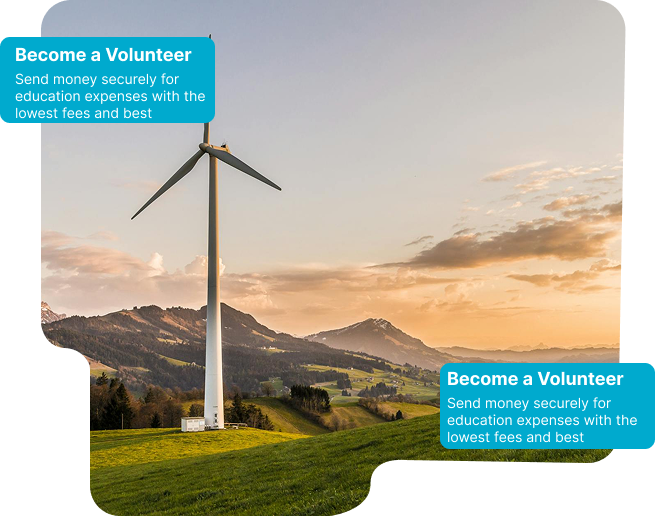 Become a Volunteer
Send money securely for
education expenses with the
lowest fees and best
Become a Volunteer
Send money securely for
education expenses with the
lowest fees and best